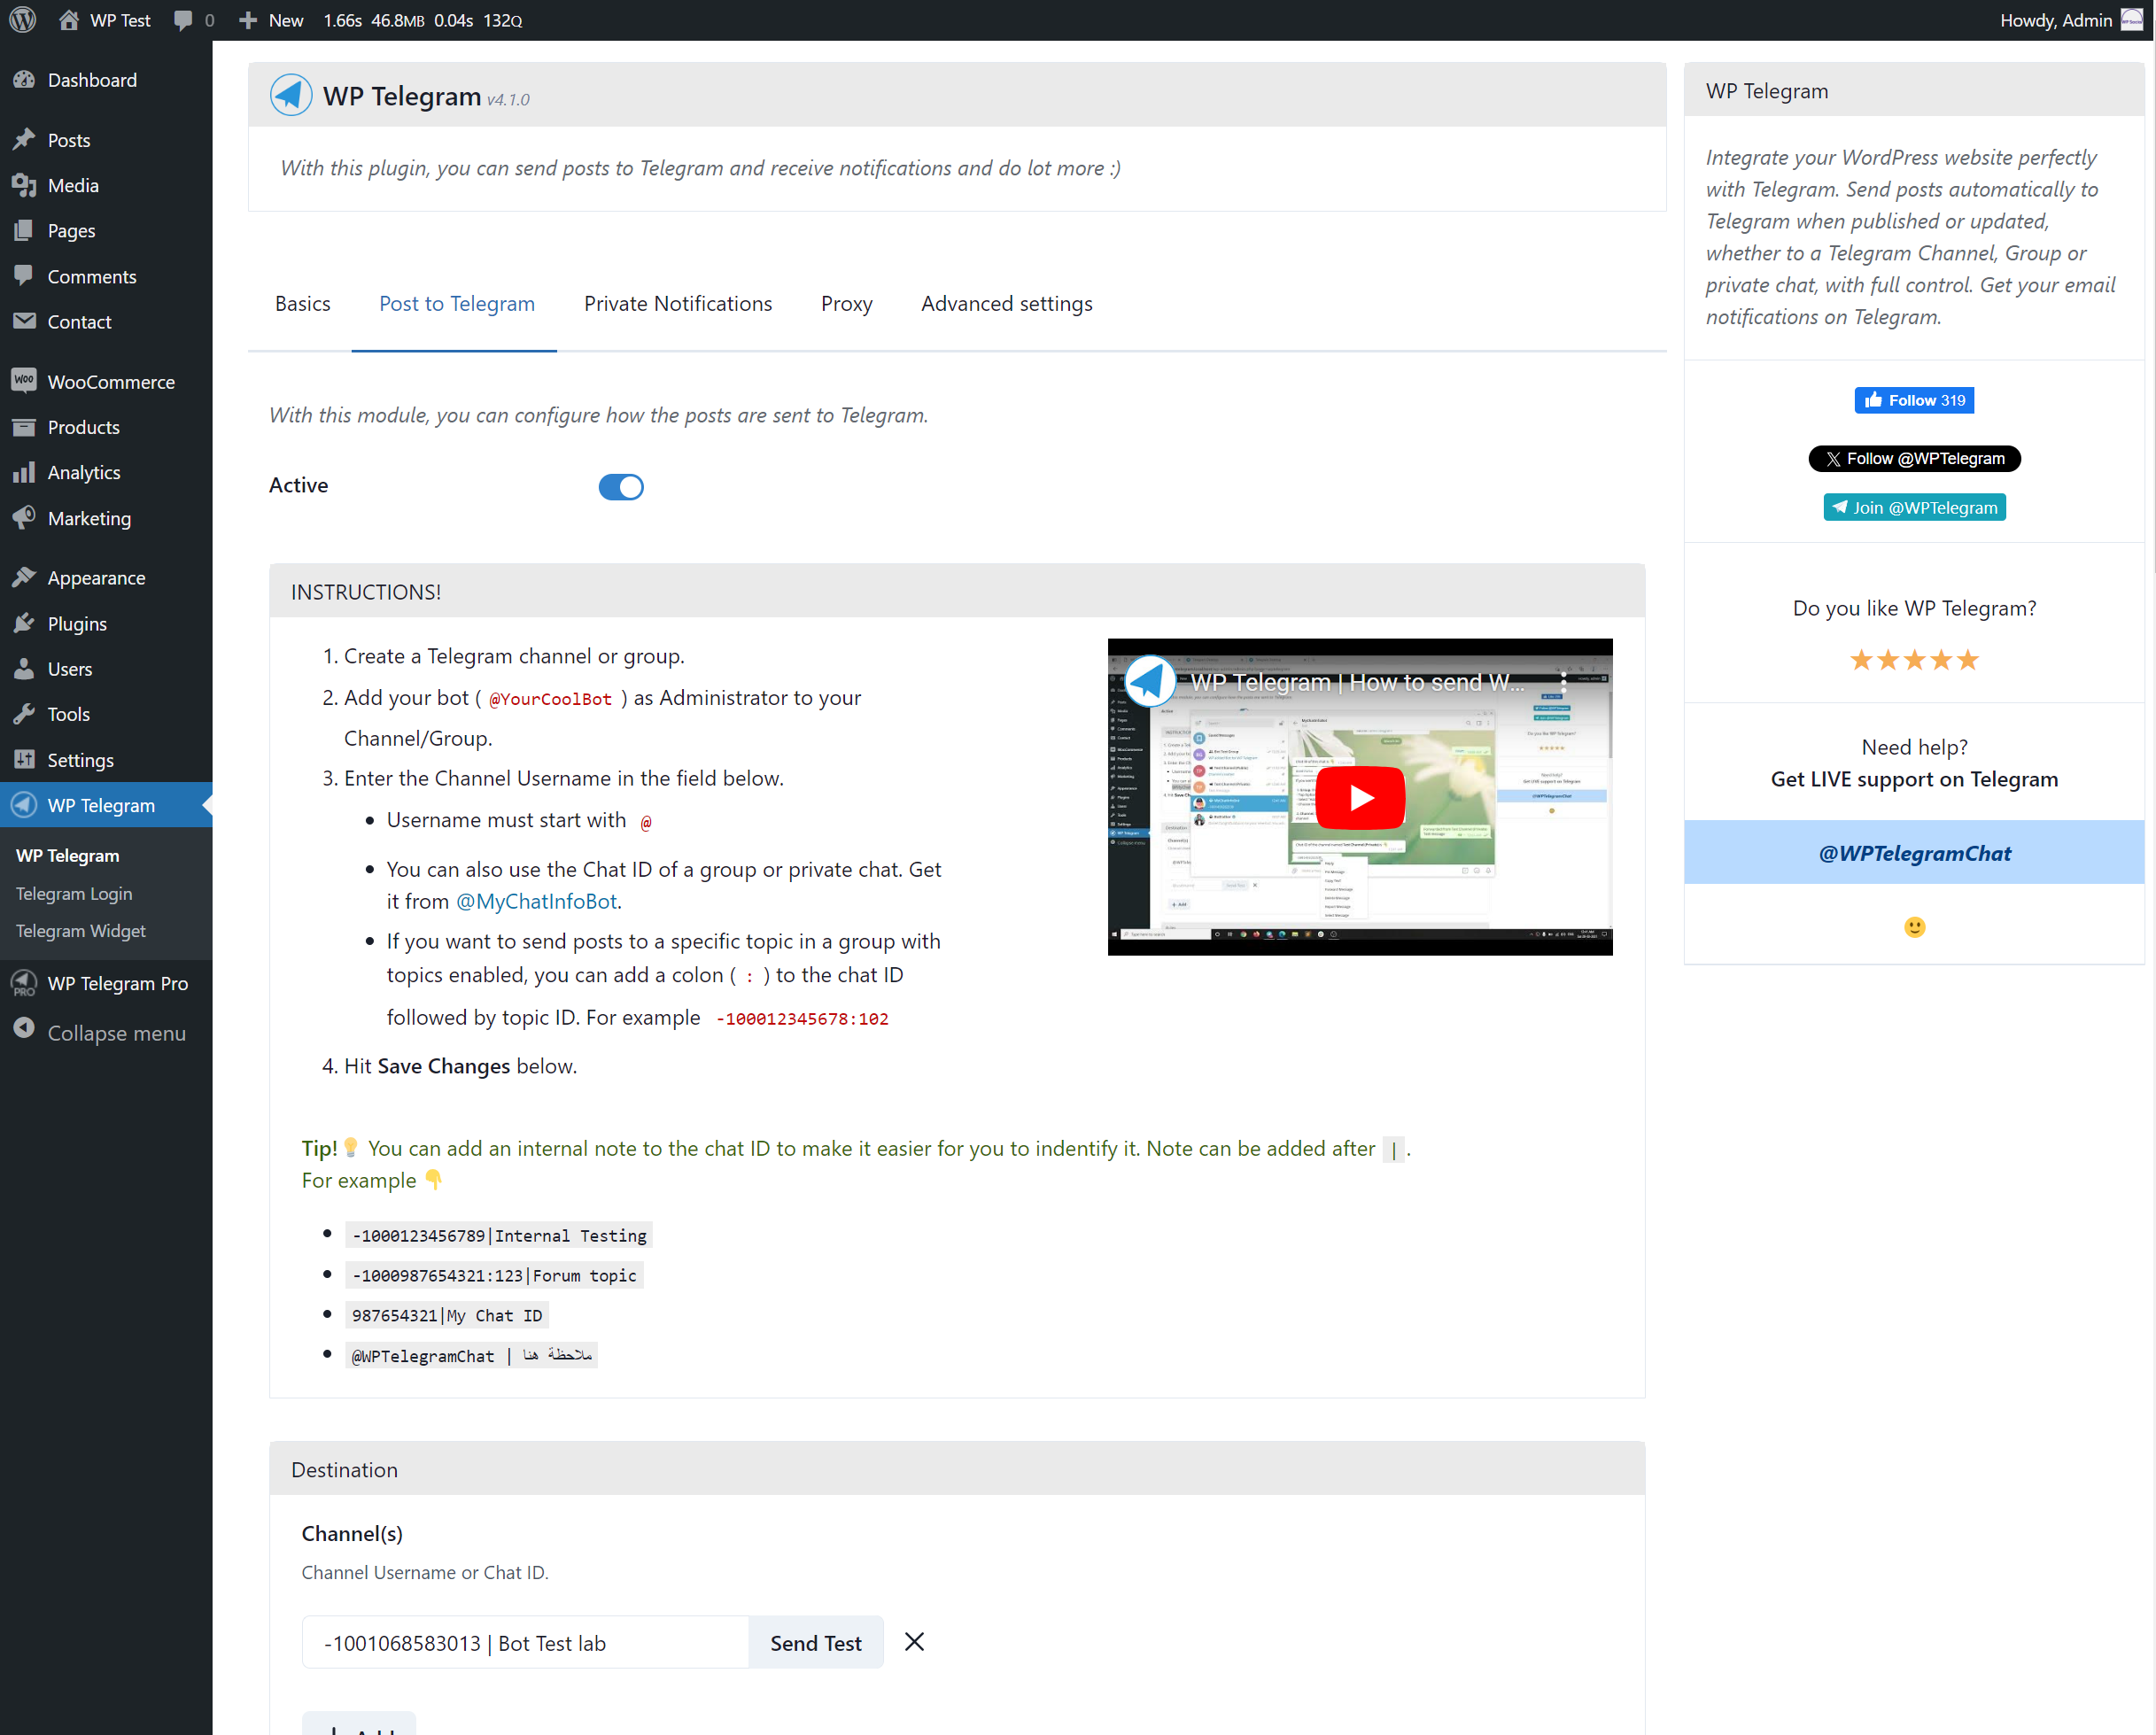 WP Test
0
New
1.66s 46.8MB 0.04s 132Q
Howdy, Admin
Dashboard
Posts
Media
Pages
Comments
Contact
WooCommerce
Products
Analytics
Marketing
Appearance
Plugins
Users
Tools
Settings
WP Telegram
WP Telegram
Telegram Login
Telegram Widget
WP Telegram Pro
Collapse menu
WP Telegram v4.1.0
With this plugin, you can send posts to Telegram and receive notifications and do lot more :)
Basics
Post to Telegram
Private Notifications
Proxy
Advanced settings
With this module, you can configure how the posts are sent to Telegram.
Active
INSTRUCTIONS!
1. Create a Telegram channel or group.
2. Add your bot ( @YourCoolBot ) as Administrator to your
Channel/Group.
3. Enter the Channel Username in the field below.
Username must start with @
You can also use the Chat ID of a group or private chat. Get
it from @MyChatInfoBot.
If you want to send posts to a specific topic in a group with
topics enabled, you can add a colon ( : ) to the chat ID
followed by topic ID. For example -100012345678:102
4. Hit Save Changes below.
WP Telegram | How to send W...
Tip!💡 You can add an internal note to the chat ID to make it easier for you to indentify it. Note can be added after | .
For example 👇
-1000123456789|Internal Testing
-1000987654321:123|Forum topic
987654321|My Chat ID
@WPTelegramChat | ملاحظة هنا
Destination
Channel(s)
Channel Username or Chat ID.
-1001068583013 | Bot Test lab
Send Test
+ Add
WP Telegram
Integrate your WordPress website perfectly
with Telegram. Send posts automatically to
Telegram when published or updated,
whether to a Telegram Channel, Group or
private chat, with full control. Get your email
notifications on Telegram.
Follow 319
Follow @WPTelegram
Join @WPTelegram
Do you like WP Telegram?
★★★★★
Need help?
Get LIVE support on Telegram
@WPTelegramChat
🙂